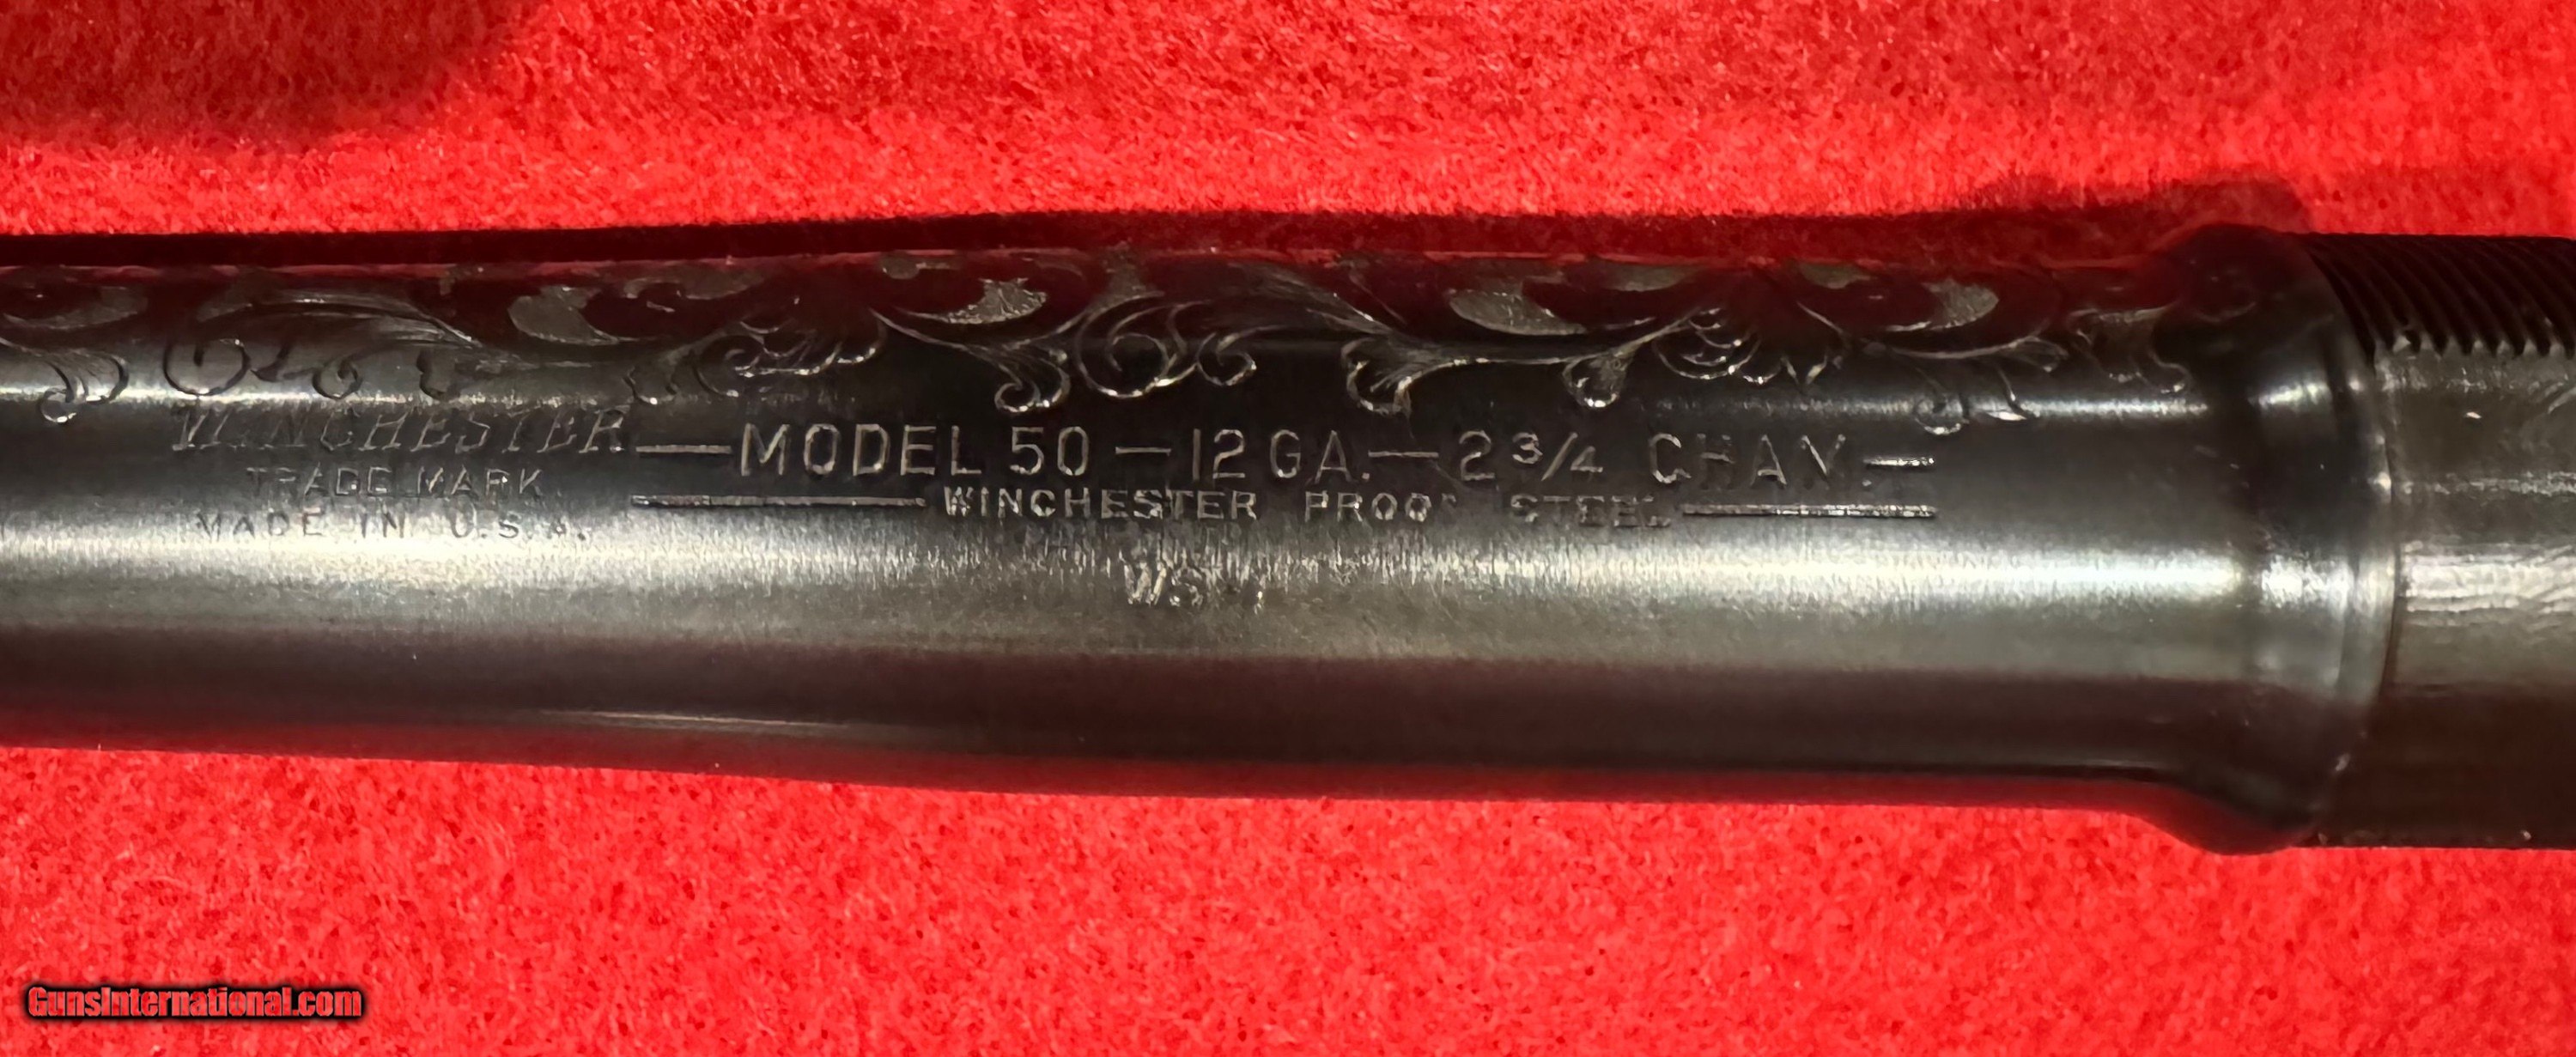 WINCHESTER — MODEL 50 — 12 GA. — 2 3/4 CHAM. —
TRADE MARK
— WINCHESTER PROOF STEEL —
MADE IN U.S.A.
GunsInternational.com